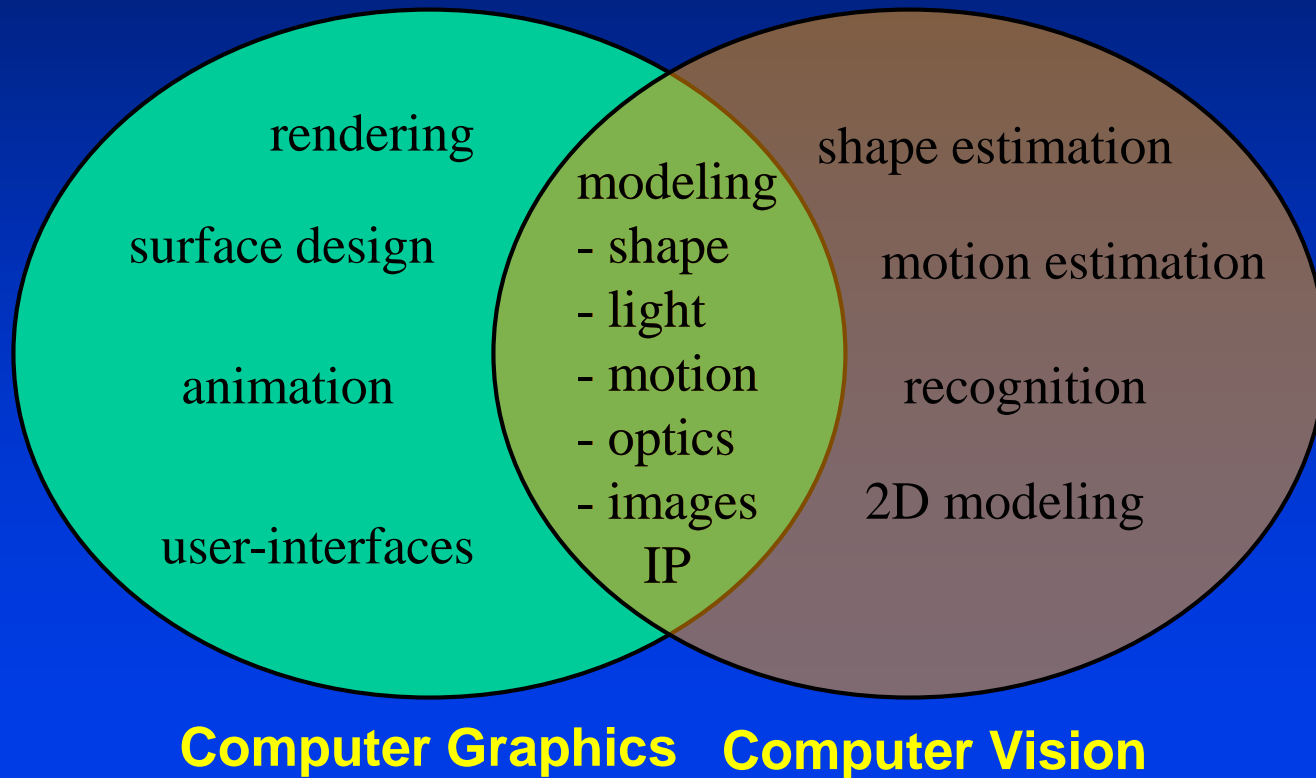 rendering
surface design
animation
user-interfaces
modeling
- shape
- light
- motion
- optics
- images
IP
shape estimation
motion estimation
recognition
2D modeling
Computer Graphics
Computer Vision